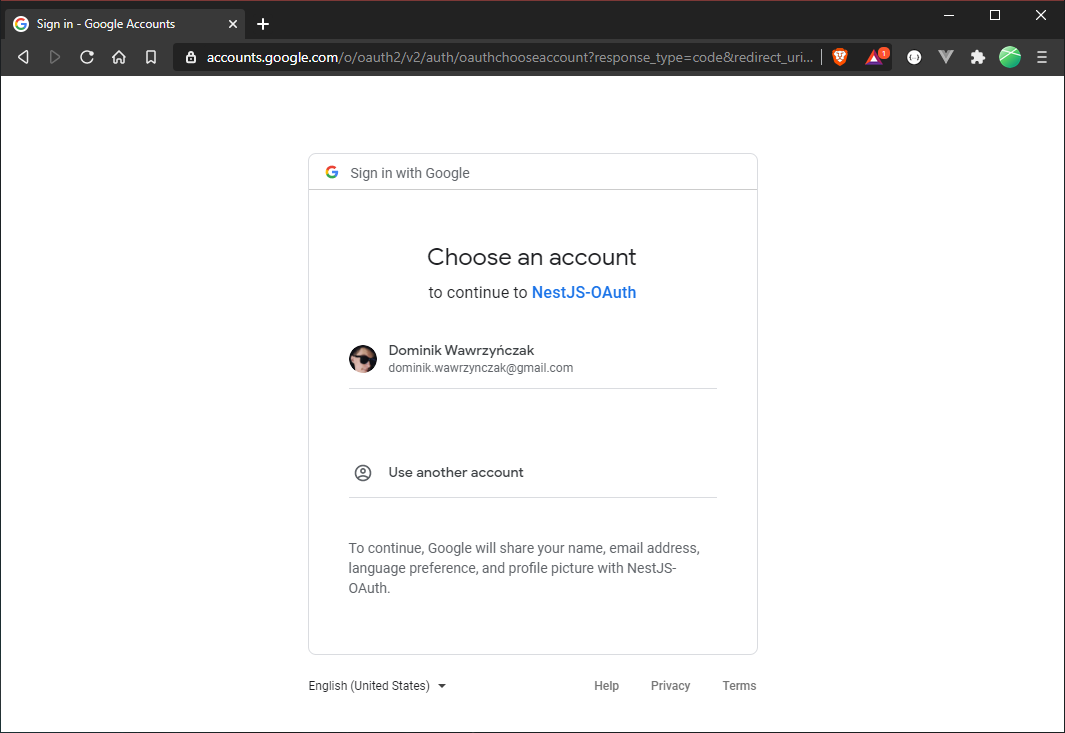 Sign in - Google Accounts
accounts.google.com/o/oauth2/v2/auth/oauthchooseaccount?response_type=code&redirect_uri...
1
Sign in with Google
Choose an account
to continue to NestJS-OAuth
Dominik Wawrzyńczak
dominik.wawrzynczak@gmail.com
Use another account
To continue, Google will share your name, email address,
language preference, and profile picture with NestJS-
OAuth.
English (United States)
Help
Privacy
Terms